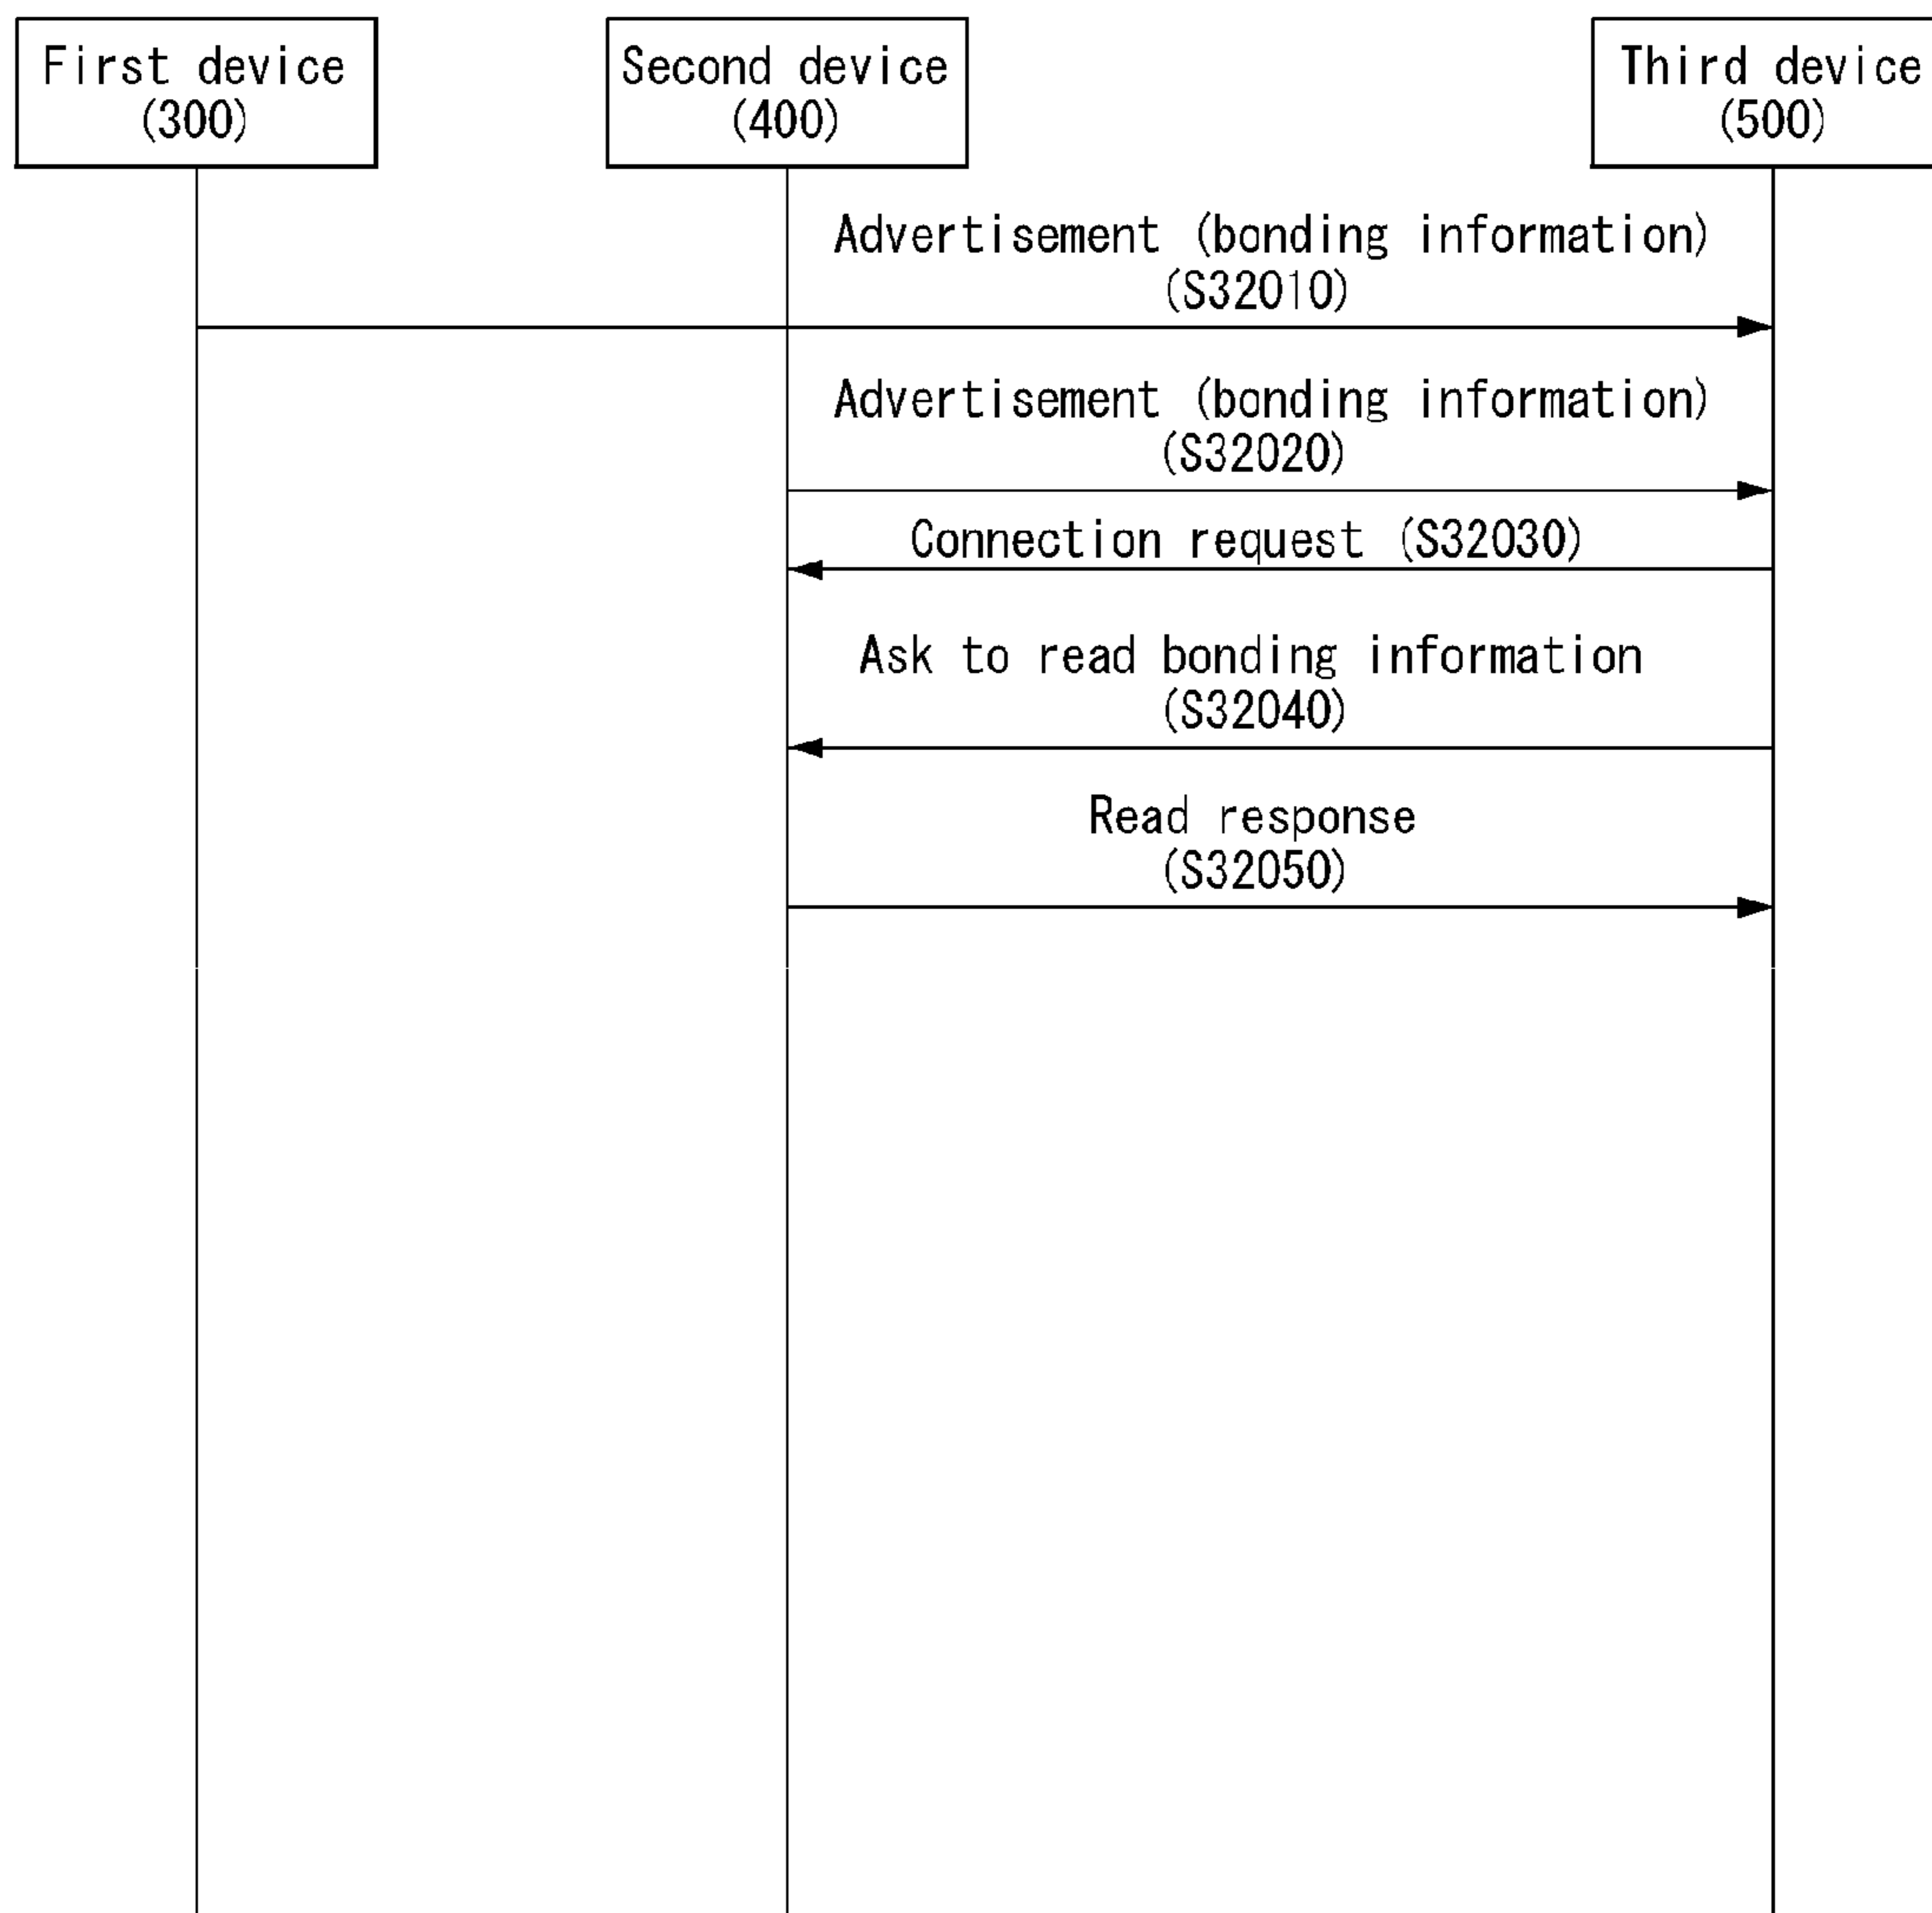 First device
(300)
Second device
(400)
Third device
(500)
Advertisement (bonding information)
(S32010)
Advertisement (bonding information)
(S32020)
Connection request (S32030)
Ask to read bonding information
(S32040)
Read response
(S32050)